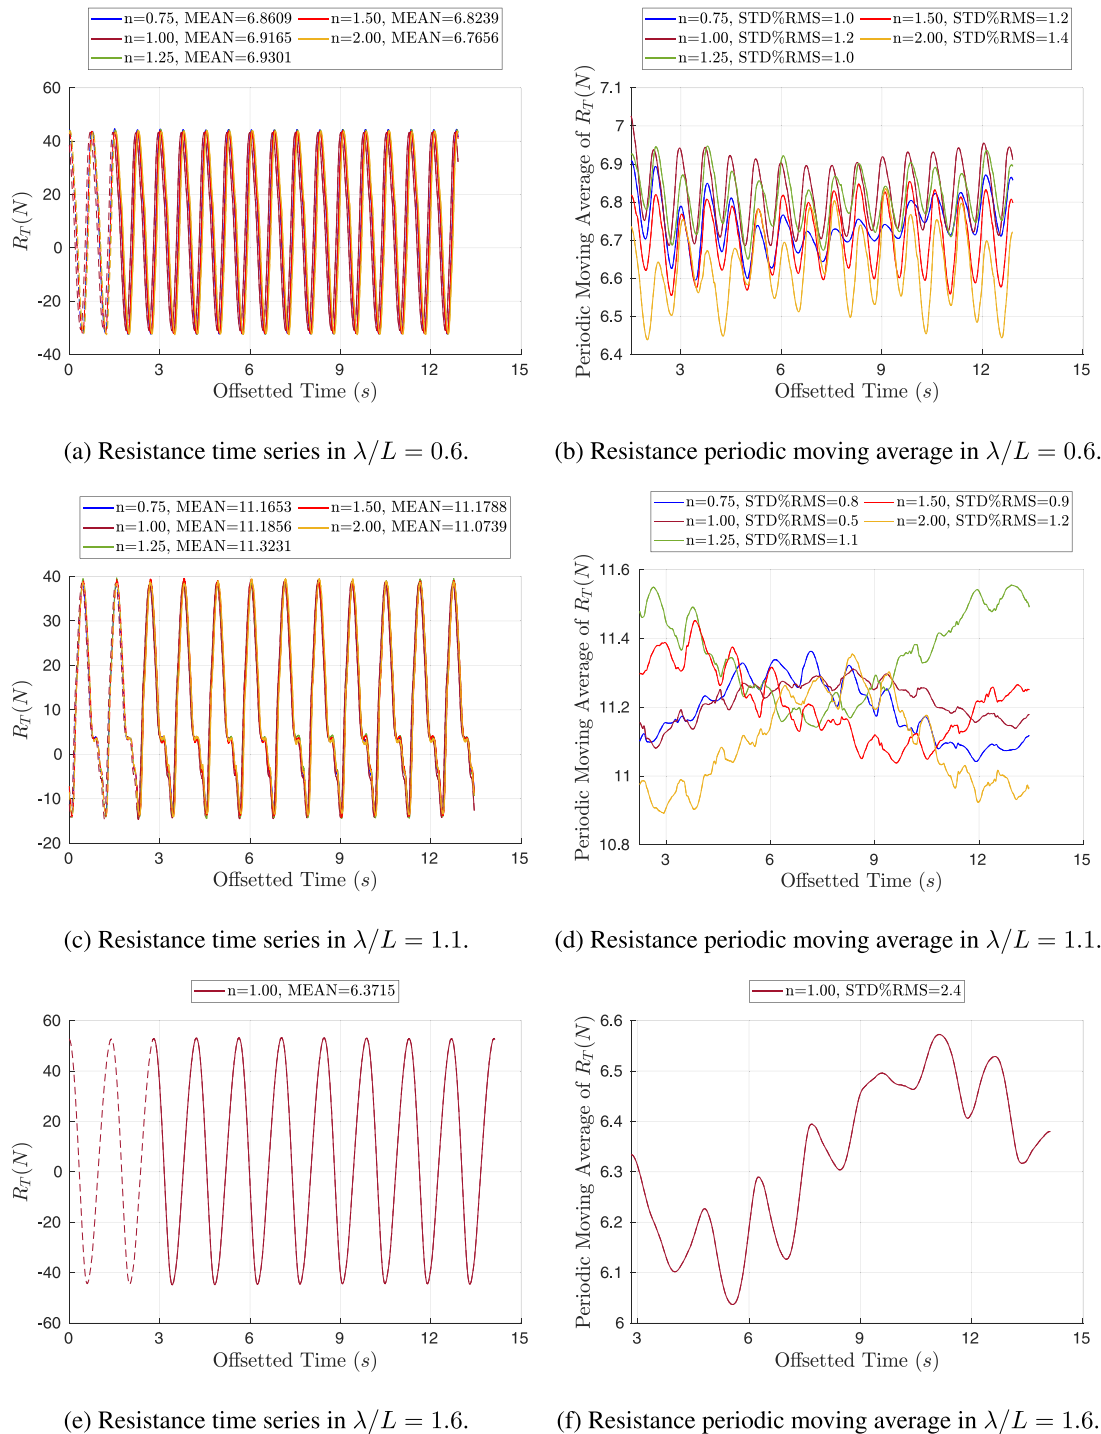 n=0.75, MEAN=6.8609 n=1.50, MEAN=6.8239
n=1.00, MEAN=6.9165 n=2.00, MEAN=6.7656
n=1.25, MEAN=6.9301
60
40
20
0
-20
-40
R_T(N)
0 3 6 9 12 15
Offsetted Time (s)
(a) Resistance time series in λ/L = 0.6.
n=0.75, STD%RMS=1.0 n=1.50, STD%RMS=1.2
n=1.00, STD%RMS=1.2 n=2.00, STD%RMS=1.4
n=1.25, STD%RMS=1.0
7.1
7
6.9
6.8
6.7
6.6
6.5
6.4
Periodic Moving Average of R_T(N)
3 6 9 12 15
Offsetted Time (s)
(b) Resistance periodic moving average in λ/L = 0.6.
n=0.75, MEAN=11.1653 n=1.50, MEAN=11.1788
n=1.00, MEAN=11.1856 n=2.00, MEAN=11.0739
n=1.25, MEAN=11.3231
40
30
20
10
0
-10
-20
R_T(N)
0 3 6 9 12 15
Offsetted Time (s)
(c) Resistance time series in λ/L = 1.1.
n=0.75, STD%RMS=0.8 n=1.50, STD%RMS=0.9
n=1.00, STD%RMS=0.5 n=2.00, STD%RMS=1.2
n=1.25, STD%RMS=1.1
11.6
11.4
11.2
11
10.8
Periodic Moving Average of R_T(N)
3 6 9 12 15
Offsetted Time (s)
(d) Resistance periodic moving average in λ/L = 1.1.
n=1.00, MEAN=6.3715
60
40
20
0
-20
-40
-60
R_T(N)
0 3 6 9 12 15
Offsetted Time (s)
(e) Resistance time series in λ/L = 1.6.
n=1.00, STD%RMS=2.4
6.6
6.5
6.4
6.3
6.2
6.1
6
Periodic Moving Average of R_T(N)
3 6 9 12 15
Offsetted Time (s)
(f) Resistance periodic moving average in λ/L = 1.6.